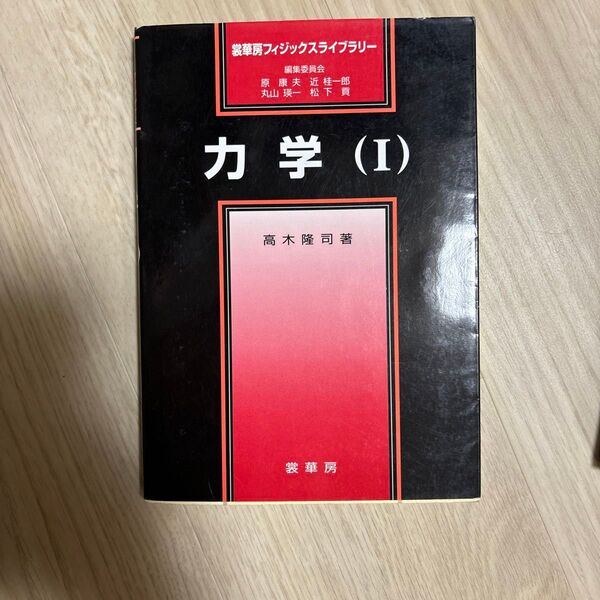 裳華房フィジックスライブラリー
編集委員会
原 康夫 近 桂一郎
丸山 瑛一 松下 貢
力学 (I)
高木隆司著
裳華房